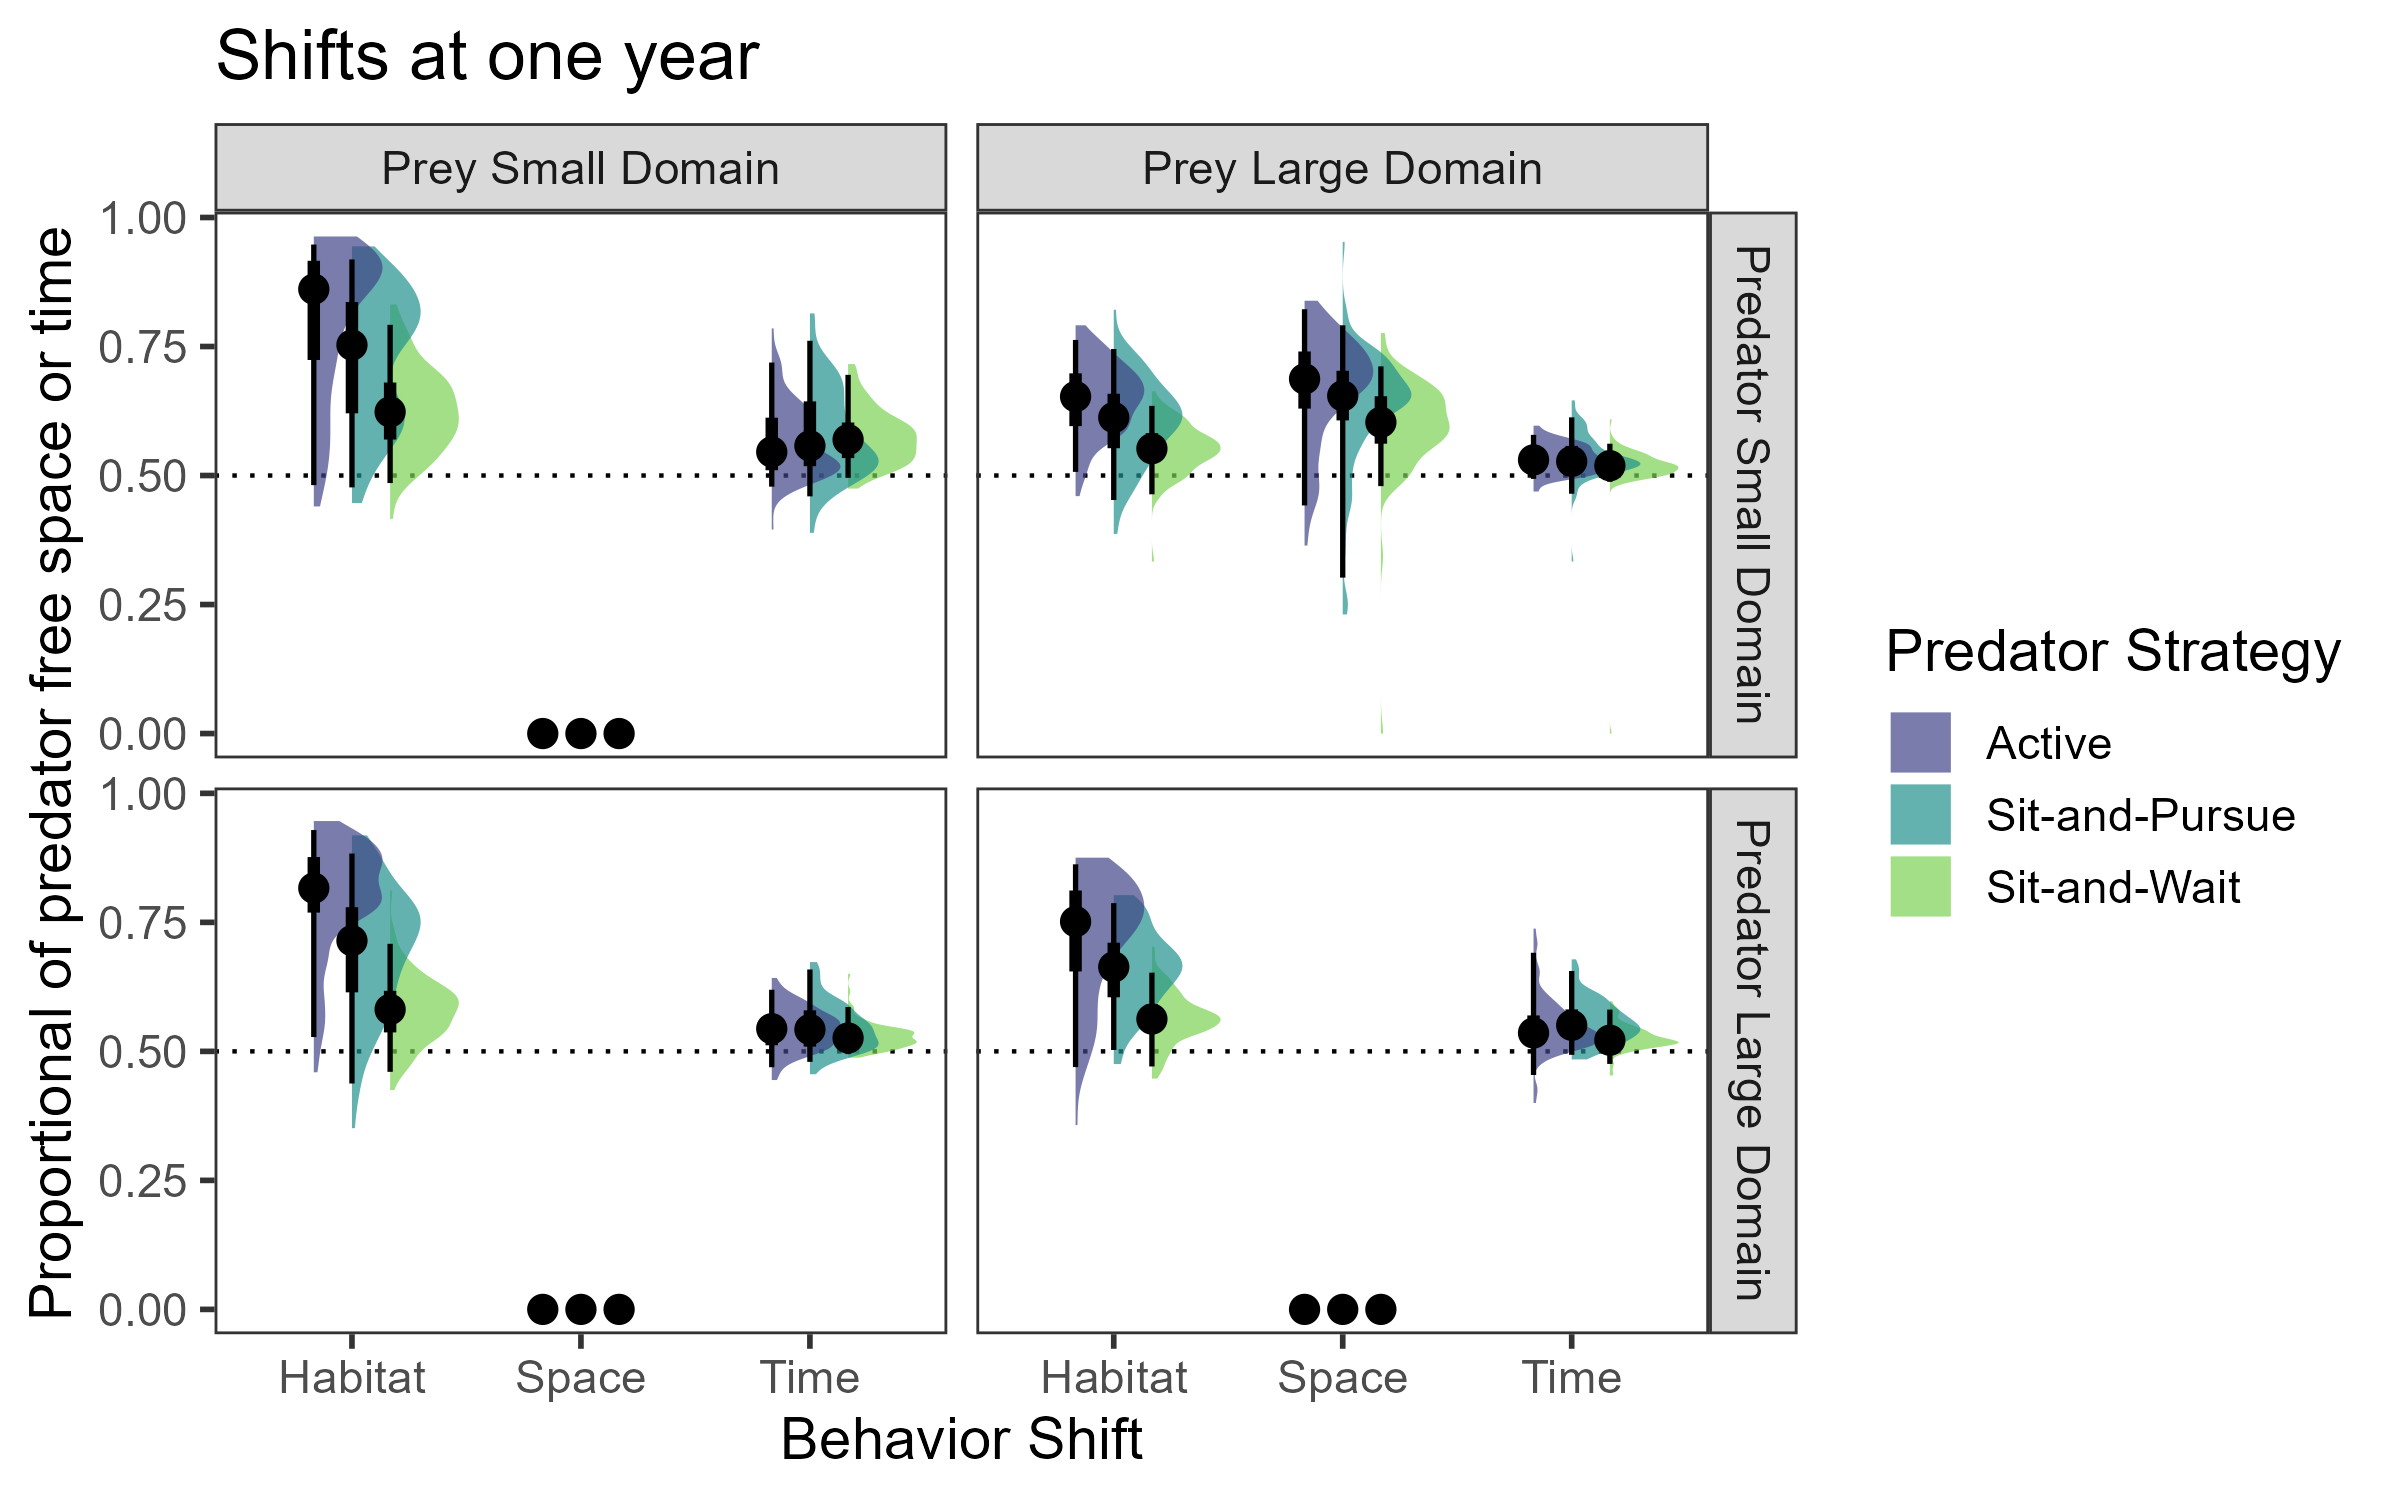 Shifts at one year
Prey Small Domain
Prey Large Domain
Proportional of predator free space or time
1.00
0.75
0.50
0.25
0.00
Predator Small Domain
1.00
0.75
0.50
0.25
0.00
Predator Large Domain
Habitat
Space
Time
Habitat
Space
Time
Behavior Shift
Predator Strategy
Active
Sit-and-Pursue
Sit-and-Wait